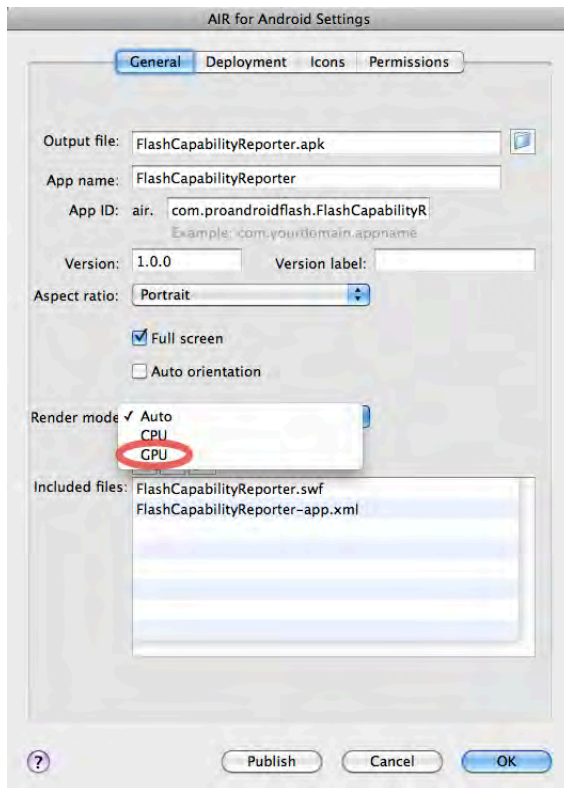 AIR for Android Settings
General Deployment Icons Permissions
Output file: FlashCapabilityReporter.apk
App name: FlashCapabilityReporter
App ID: air. com.proandroidflash.FlashCapabilityR
Example: com.yourdomain.appname
Version: 1.0.0 Version label:
Aspect ratio: Portrait
Full screen
Auto orientation
Render mode ✓ Auto
CPU
GPU
Included files: FlashCapabilityReporter.swf
FlashCapabilityReporter-app.xml
? Publish Cancel OK